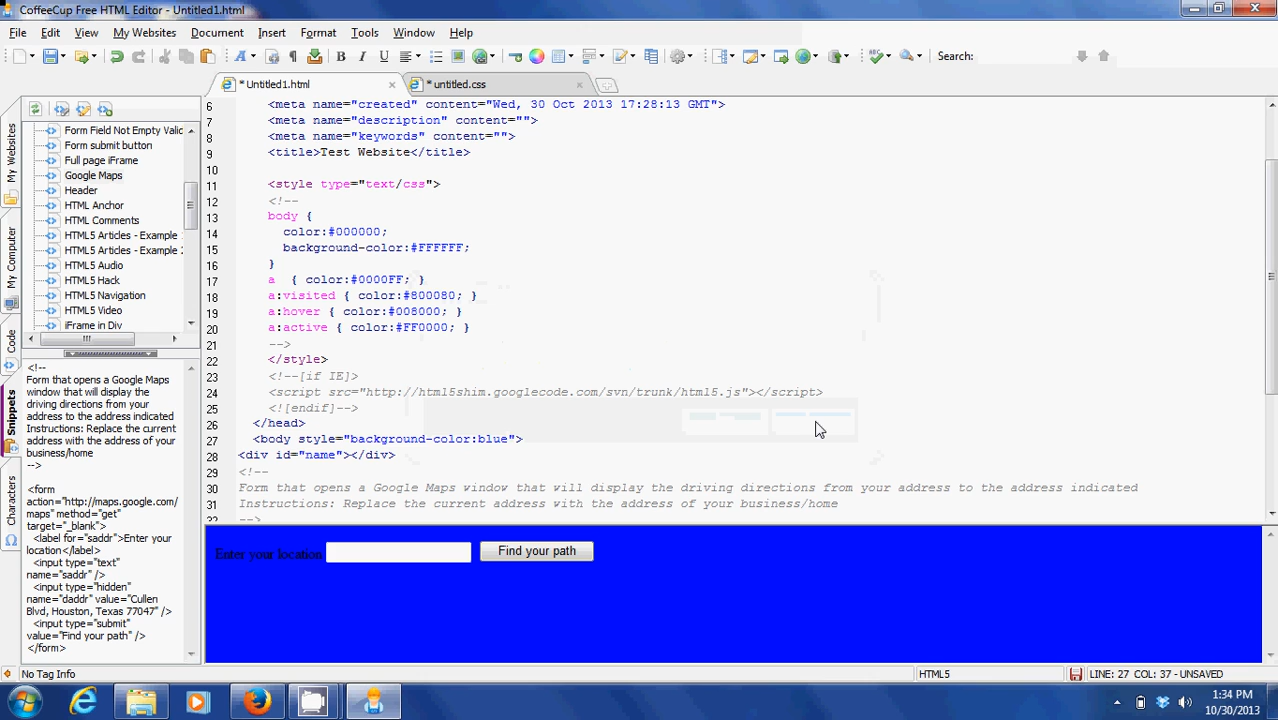 CoffeeCup Free HTML Editor - Untitled1.html
File Edit View My Websites Document Insert Format Tools Window Help
Search:
* Untitled1.html
* untitled.css
My Websites
My Computer
Code
Snippets
Characters
Form Field Not Empty Valid
Form submit button
Full page iFrame
Google Maps
Header
HTML Anchor
HTML Comments
HTML5 Articles - Example
HTML5 Articles - Example
HTML5 Audio
HTML5 Hack
HTML5 Navigation
HTML5 Video
iFrame in Div
<!--
Form that opens a Google Maps
window that will display the
driving directions from your
address to the address indicated
Instructions: Replace the current
address with the address of your
business/home
-->
<form
action="http://maps.google.com/
maps" method="get"
target="_blank">
<label for="saddr">Enter your
location</label>
<input type="text"
name="saddr" />
<input type="hidden"
name="daddr" value="Cullen
Blvd, Houston, Texas 77047" />
<input type="submit"
value="Find your path" />
</form>
6 <meta name="created" content="Wed, 30 Oct 2013 17:28:13 GMT">
7 <meta name="description" content="">
8 <meta name="keywords" content="">
9 <title>Test Website</title>
10
11 <style type="text/css">
12 <!--
13 body {
14 color:#000000;
15 background-color:#FFFFFF;
16 }
17 a { color:#0000FF; }
18 a:visited { color:#800080; }
19 a:hover { color:#008000; }
20 a:active { color:#FF0000; }
21 -->
22 </style>
23 <!--[if IE]>
24 <script src="http://html5shim.googlecode.com/svn/trunk/html5.js"></script>
25 <![endif]-->
26 </head>
27 <body style="background-color:blue">
28 <div id="name"></div>
29 <!--
30 Form that opens a Google Maps window that will display the driving directions from your address to the address indicated
31 Instructions: Replace the current address with the address of your business/home
32 -->
Enter your location
Find your path
No Tag Info
HTML5
LINE: 27 COL: 37 - UNSAVED
1:34 PM
10/30/2013